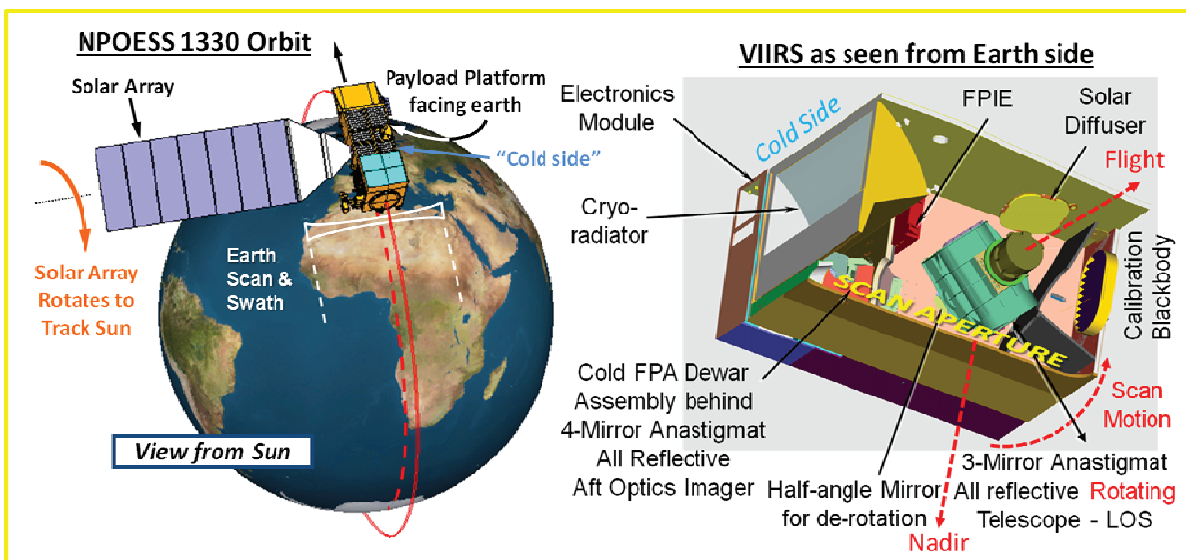 NPOESS 1330 Orbit
Solar Array
Payload Platform
facing earth
“Cold side”
Earth
Scan &
Swath
Solar Array
Rotates to
Track Sun
View from Sun
VIIRS as seen from Earth side
Electronics
Module
Cold Side
FPIE
Solar
Diffuser
Flight
Cryo-
radiator
SCAN APERTURE
Calibration
Blackbody
Cold FPA Dewar
Assembly behind
4-Mirror Anastigmat
All Reflective
Aft Optics Imager
Scan
Motion
Half-angle Mirror
for de-rotation
Nadir
3-Mirror Anastigmat
All reflective Rotating
Telescope - LOS